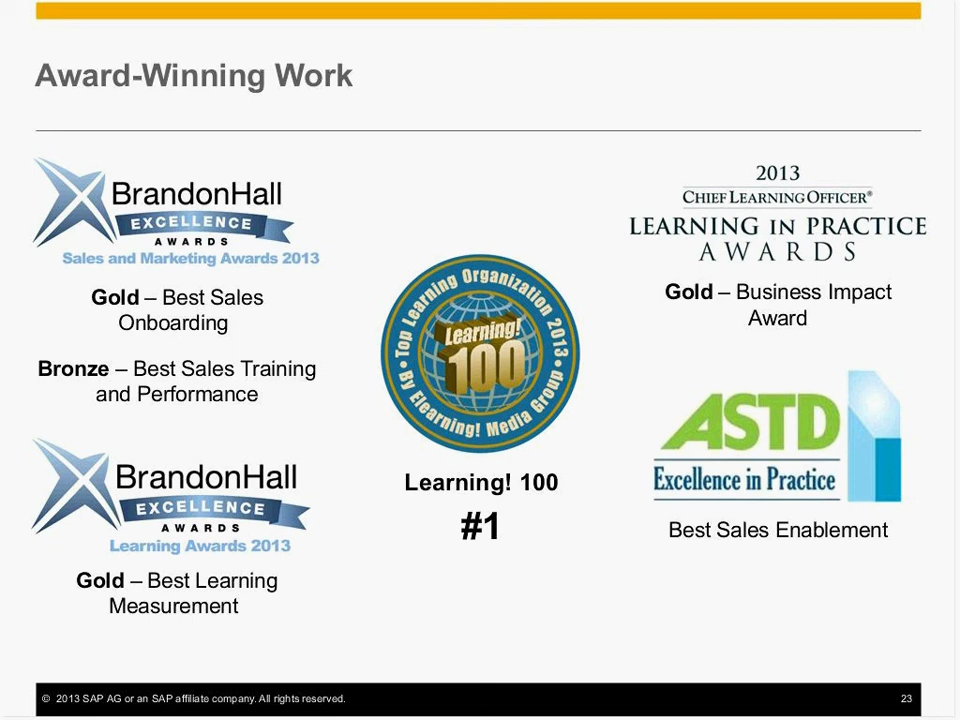 Award-Winning Work
BrandonHall
EXCELLENCE
AWARDS
Sales and Marketing Awards 2013
Gold – Best Sales
Onboarding
Bronze – Best Sales Training
and Performance
BrandonHall
EXCELLENCE
AWARDS
Learning Awards 2013
Gold – Best Learning
Measurement
• Top Learning Organization 2013 •
By Elearning! Media Group
Learning!
100
Learning! 100
#1
2013
CHIEF LEARNING OFFICER®
LEARNING IN PRACTICE
AWARDS
Gold – Business Impact
Award
ASTD
Excellence in Practice
Best Sales Enablement
© 2013 SAP AG or an SAP affiliate company. All rights reserved.
23